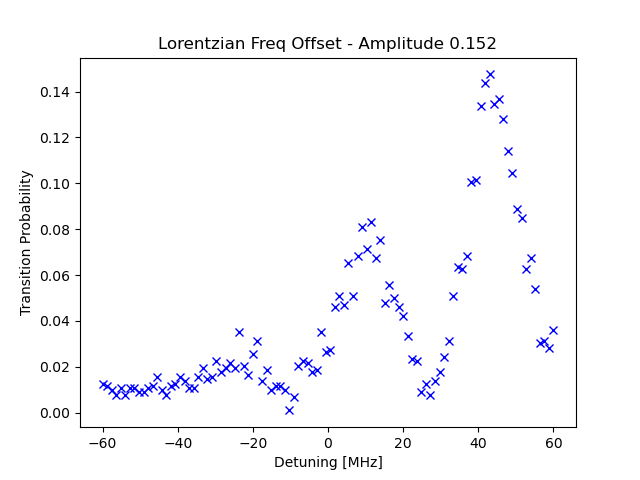 Lorentzian Freq Offset - Amplitude 0.152
Transition Probability
0.14
0.12
0.10
0.08
0.06
0.04
0.02
0.00
−60 −40 −20 0 20 40 60
Detuning [MHz]